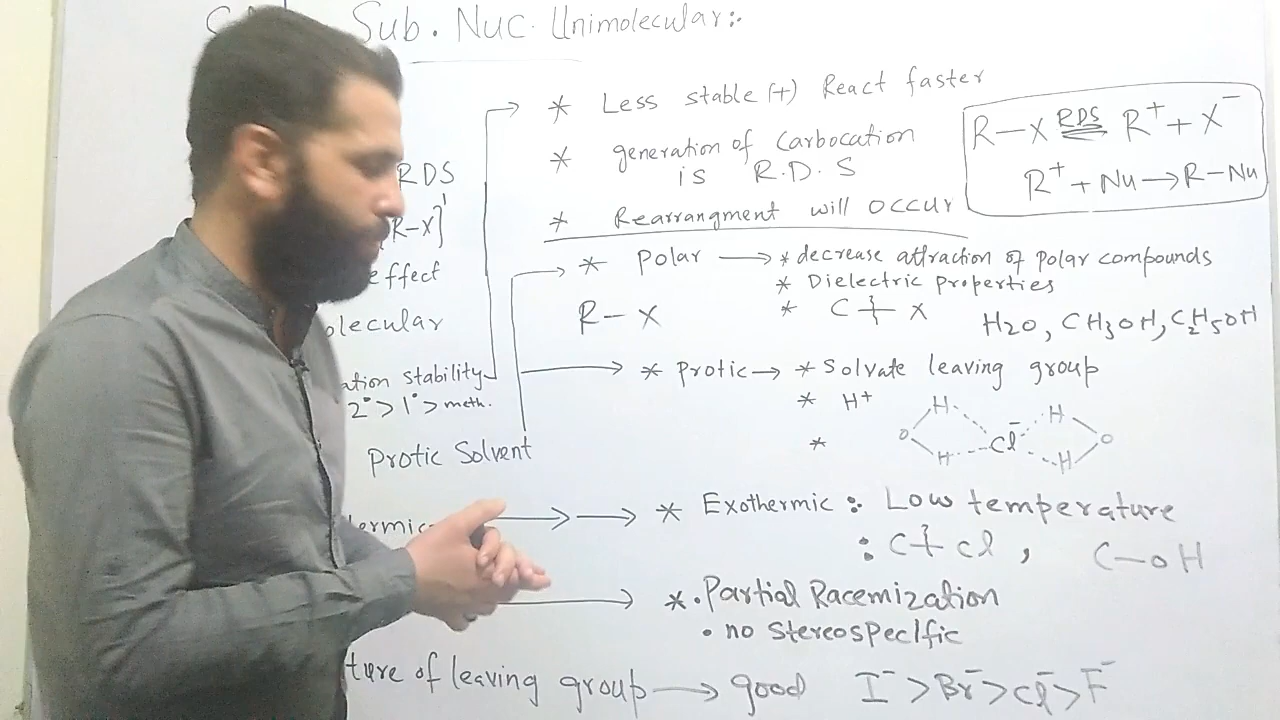 Sub. Nuc. Unimolecular:-
* Less stable (+) React faster
* generation of Carbocation
is R.D.S
* Rearrangment will occur
R-X RDS R⁺ + X⁻
R⁺ + Nu → R-Nu
RDS
R-X]¹
effect
olecular
ation stability
2° > 1° > meth.
Protic Solvent
* Polar → * decrease attraction of polar compounds
* Dielectric Properties
R-X * C+X H2O, CH3OH, C2H5OH
* Protic → * Solvate leaving group
* H⁺
*
H H
O Cl⁻ O
H H
ermic → → * Exothermic : Low temperature
: C+Cl, C-OH
→ * . Partial Racemization
• no stereospecific
ture of leaving group → good I⁻ > Br⁻ > Cl⁻ > F⁻